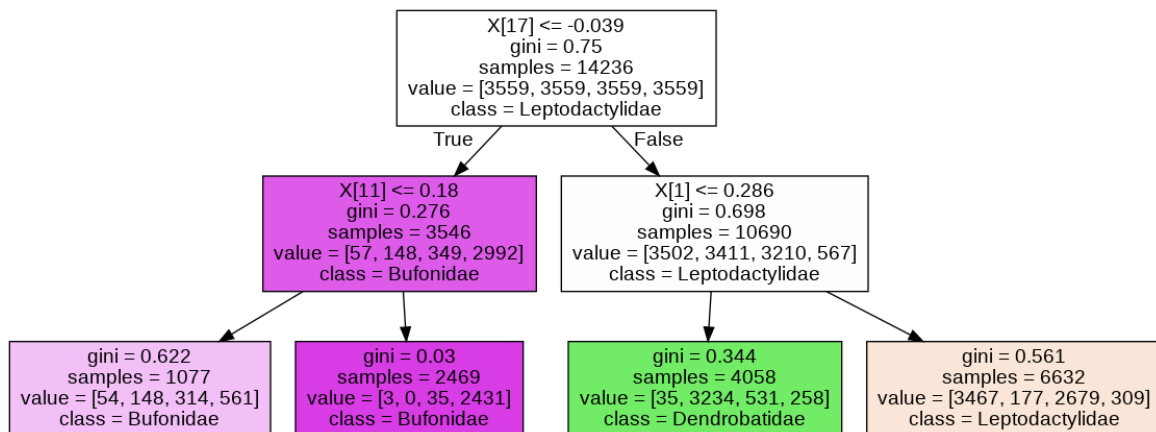 X[17] <= -0.039
gini = 0.75
samples = 14236
value = [3559, 3559, 3559, 3559]
class = Leptodactylidae
True
False
X[11] <= 0.18
gini = 0.276
samples = 3546
value = [57, 148, 349, 2992]
class = Bufonidae
X[1] <= 0.286
gini = 0.698
samples = 10690
value = [3502, 3411, 3210, 567]
class = Leptodactylidae
gini = 0.622
samples = 1077
value = [54, 148, 314, 561]
class = Bufonidae
gini = 0.03
samples = 2469
value = [3, 0, 35, 2431]
class = Bufonidae
gini = 0.344
samples = 4058
value = [35, 3234, 531, 258]
class = Dendrobatidae
gini = 0.561
samples = 6632
value = [3467, 177, 2679, 309]
class = Leptodactylidae